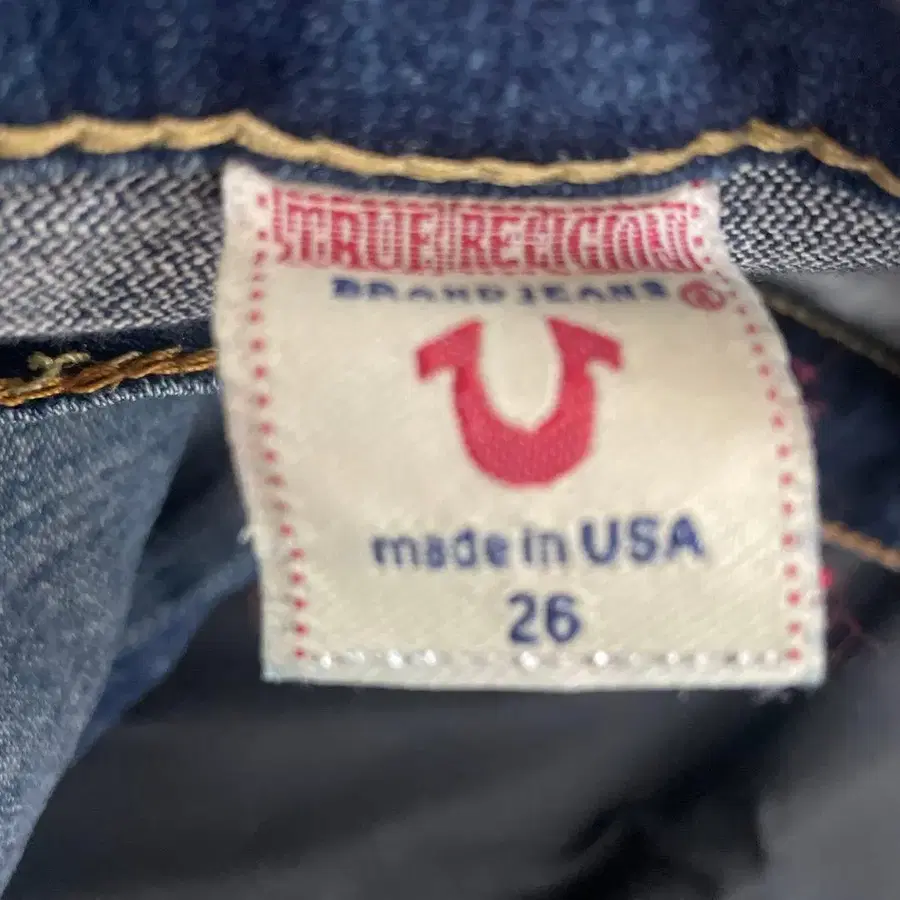 TRUE RELIGION
BRAND JEANS ®
made in USA
26